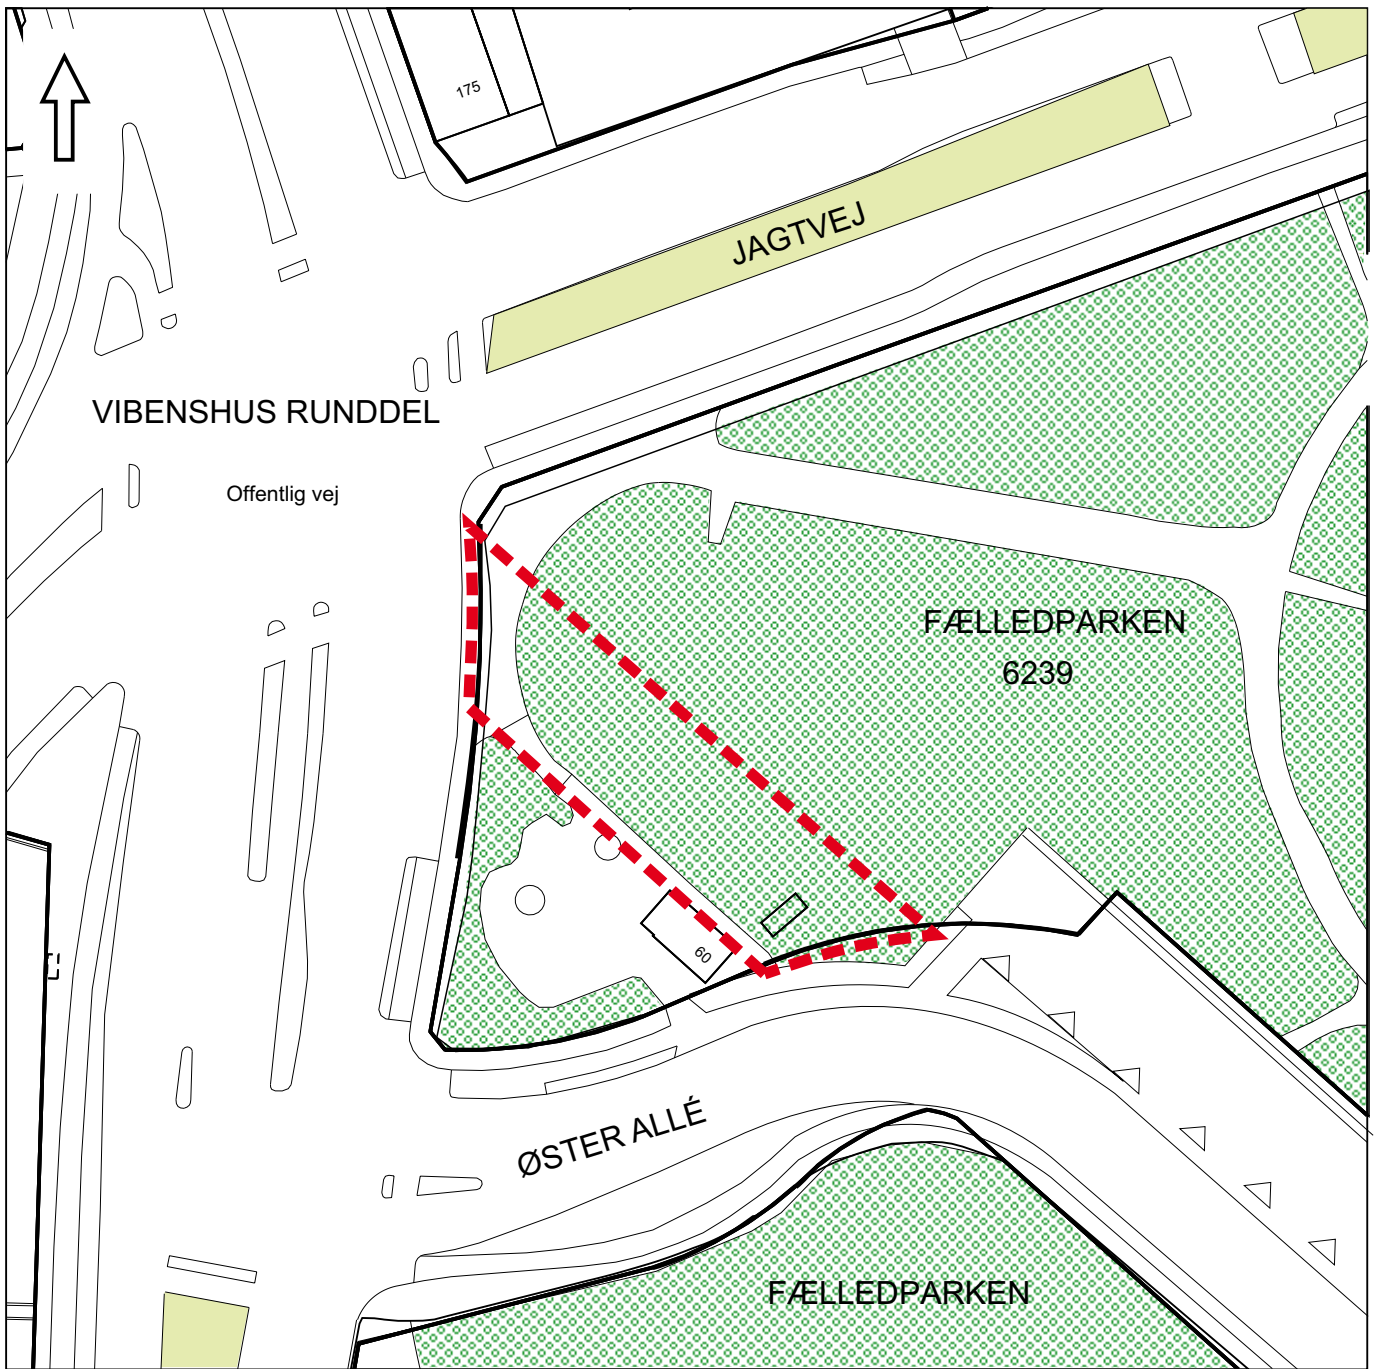 175
JAGTVEJ
VIBENSHUS RUNDDEL
Offentlig vej
FÆLLEDPARKEN
6239
60
ØSTER ALLÉ
FÆLLEDPARKEN